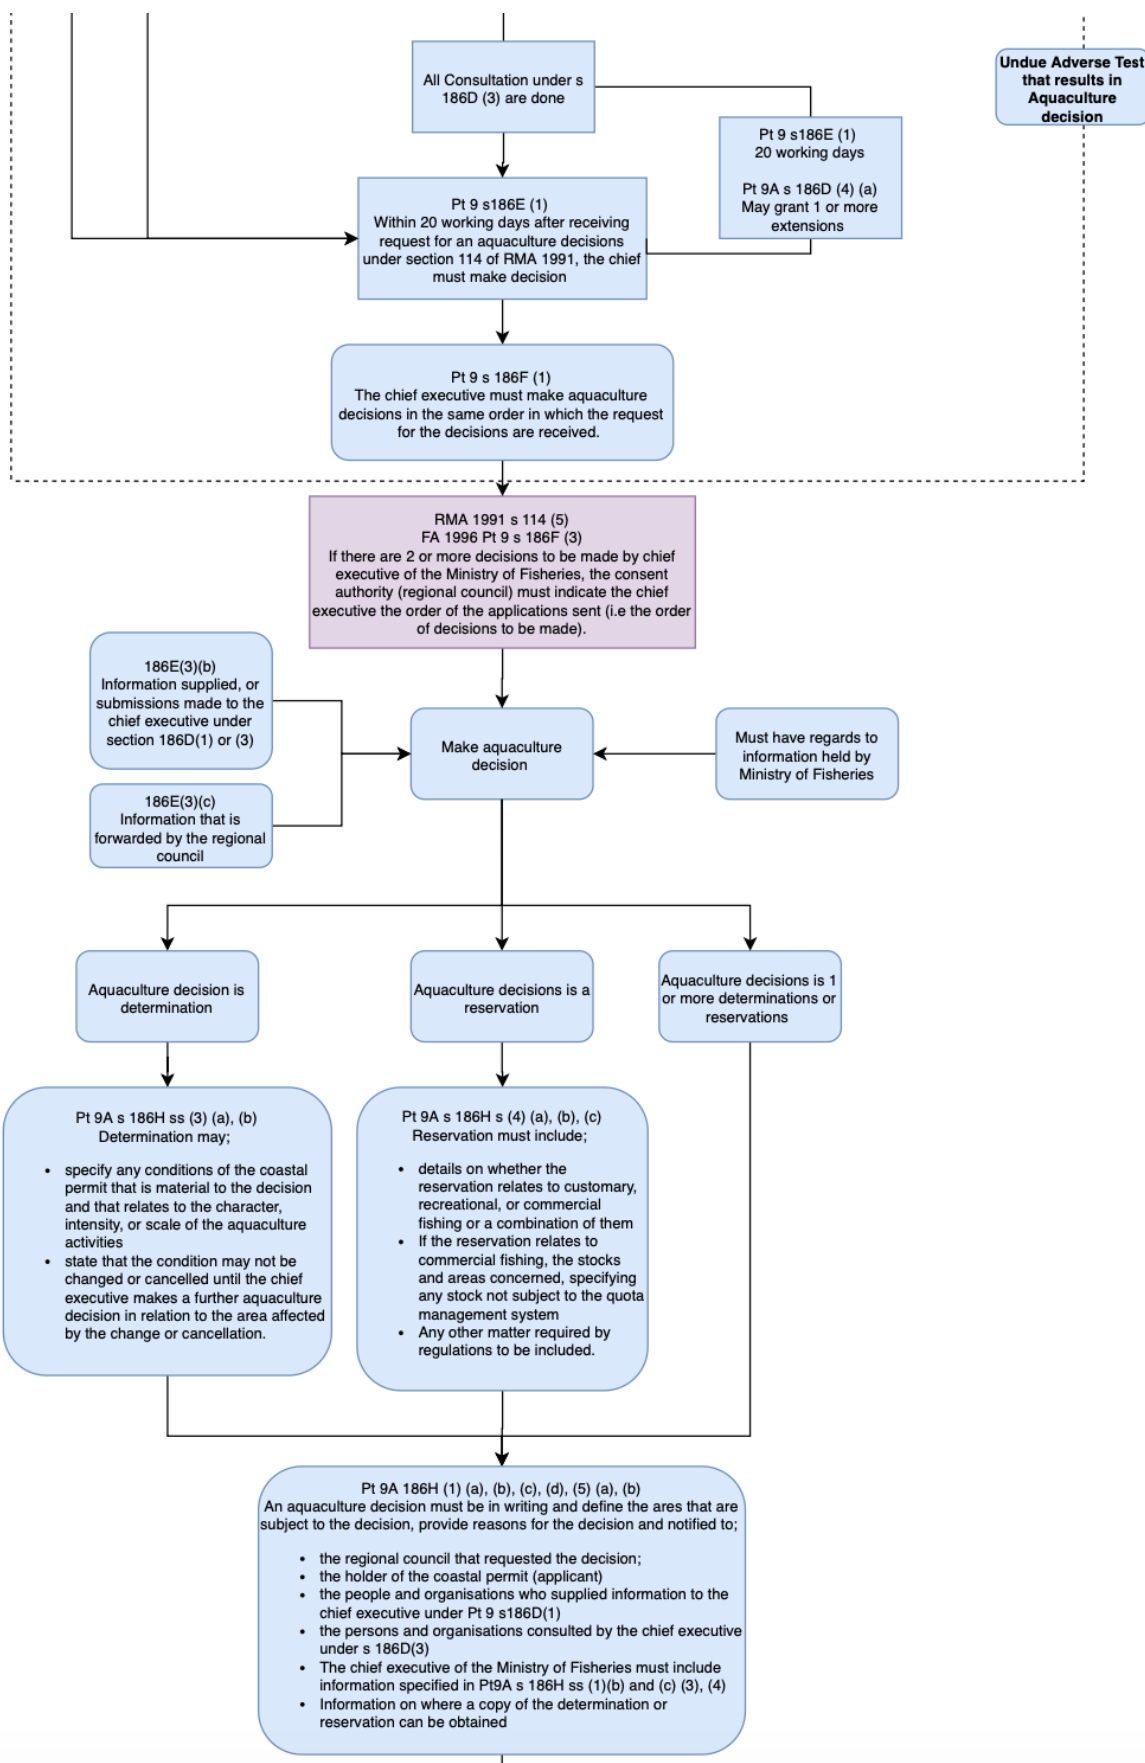 All Consultation under s
186D (3) are done
Undue Adverse Test
that results in
Aquaculture
decision
Pt 9 s186E (1)
20 working days
Pt 9A s 186D (4) (a)
May grant 1 or more
extensions
Pt 9 s186E (1)
Within 20 working days after receiving
request for an aquaculture decisions
under section 114 of RMA 1991, the chief
must make decision
Pt 9 s 186F (1)
The chief executive must make aquaculture
decisions in the same order in which the request
for the decisions are received.
RMA 1991 s 114 (5)
FA 1996 Pt 9 s 186F (3)
If there are 2 or more decisions to be made by chief
executive of the Ministry of Fisheries, the consent
authority (regional council) must indicate the chief
executive the order of the applications sent (i.e the order
of decisions to be made).
186E(3)(b)
Information supplied, or
submissions made to the
chief executive under
section 186D(1) or (3)
Make aquaculture
decision
Must have regards to
information held by
Ministry of Fisheries
186E(3)(c)
Information that is
forwarded by the regional
council
Aquaculture decision is
determination
Aquaculture decisions is a
reservation
Aquaculture decisions is 1
or more determinations or
reservations
Pt 9A s 186H ss (3) (a), (b)
Determination may;
• specify any conditions of the coastal
permit that is material to the decision
and that relates to the character,
intensity, or scale of the aquaculture
activities
• state that the condition may not be
changed or cancelled until the chief
executive makes a further aquaculture
decision in relation to the area affected
by the change or cancellation.
Pt 9A s 186H s (4) (a), (b), (c)
Reservation must include;
• details on whether the
reservation relates to customary,
recreational, or commercial
fishing or a combination of them
• If the reservation relates to
commercial fishing, the stocks
and areas concerned, specifying
any stock not subject to the quota
management system
• Any other matter required by
regulations to be included.
Pt 9A 186H (1) (a), (b), (c), (d), (5) (a), (b)
An aquaculture decision must be in writing and define the ares that are
subject to the decision, provide reasons for the decision and notified to;
• the regional council that requested the decision;
• the holder of the coastal permit (applicant)
• the people and organisations who supplied information to the
chief executive under Pt 9 s186D(1)
• the persons and organisations consulted by the chief executive
under s 186D(3)
• The chief executive of the Ministry of Fisheries must include
information specified in Pt9A s 186H ss (1)(b) and (c) (3), (4)
• Information on where a copy of the determination or
reservation can be obtained